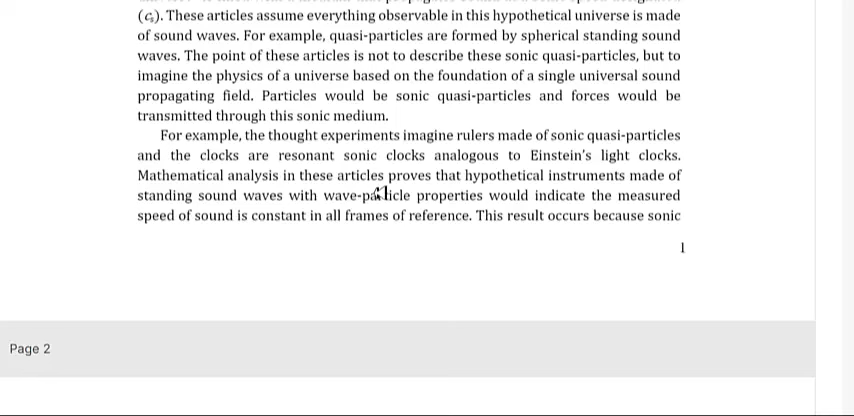 (cₛ). These articles assume everything observable in this hypothetical universe is made
of sound waves. For example, quasi-particles are formed by spherical standing sound
waves. The point of these articles is not to describe these sonic quasi-particles, but to
imagine the physics of a universe based on the foundation of a single universal sound
propagating field. Particles would be sonic quasi-particles and forces would be
transmitted through this sonic medium.
For example, the thought experiments imagine rulers made of sonic quasi-particles
and the clocks are resonant sonic clocks analogous to Einstein's light clocks.
Mathematical analysis in these articles proves that hypothetical instruments made of
standing sound waves with wave-particle properties would indicate the measured
speed of sound is constant in all frames of reference. This result occurs because sonic
1
Page 2